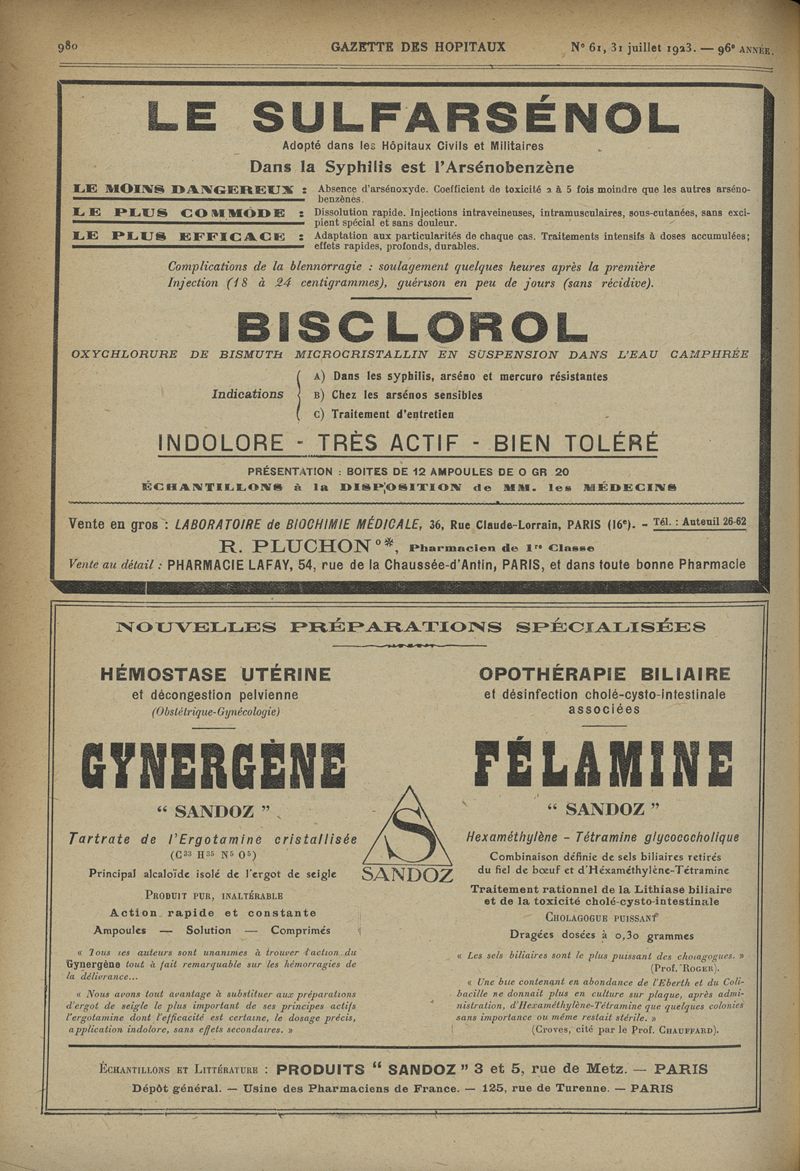 980 GAZETTE DES HOPITAUX N° 61, 31 juillet 1923. — 96e ANNÉE.
LE SULFARSÉNOL
Adopté dans les Hôpitaux Civils et Militaires
Dans la Syphilis est l'Arsénobenzène
LE MOINS DANGEREUX : Absence d'arsénoxyde. Coefficient de toxicité 2 à 5 fois moindre que les autres arséno-
benzènes.
LE PLUS COMMODE : Dissolution rapide. Injections intraveineuses, intramusculaires, sous-cutanées, sans exci-
pient spécial et sans douleur.
LE PLUS EFFICACE : Adaptation aux particularités de chaque cas. Traitements intensifs à doses accumulées;
effets rapides, profonds, durables.
Complications de la blennorragie : soulagement quelques heures après la première
Injection (18 à 24 centigrammes), guérison en peu de jours (sans récidive).
BISCLOROL
OXYCHLORURE DE BISMUTH MICROCRISTALLIN EN SUSPENSION DANS L'EAU CAMPHRÉE
Indications
A) Dans les syphilis, arséno et mercuro résistantes
B) Chez les arsénos sensibles
C) Traitement d'entretien
INDOLORE - TRÈS ACTIF - BIEN TOLÉRÉ
PRÉSENTATION : BOITES DE 12 AMPOULES DE 0 GR 20
ÉCHANTILLONS à la DISPOSITION de MM. les MÉDECINS
Vente en gros : LABORATOIRE de BIOCHIMIE MÉDICALE, 36, Rue Claude-Lorrain, PARIS (16e). - Tél. : Auteuil 26-62
R. PLUCHON O*, Pharmacien de 1re Classe
Vente au détail : PHARMACIE LAFAY, 54, rue de la Chaussée-d'Antin, PARIS, et dans toute bonne Pharmacie
NOUVELLES PRÉPARATIONS SPÉCIALISÉES
HÉMOSTASE UTÉRINE
et décongestion pelvienne
(Obstétrique-Gynécologie)
GYNERGÈNE
“ SANDOZ ”
Tartrate de l'Ergotamine cristallisée
(C33 H35 N5 O5)
Principal alcaloïde isolé de l'ergot de seigle
PRODUIT PUR, INALTÉRABLE
Action rapide et constante
Ampoules — Solution — Comprimés
« Tous les auteurs sont unanimes à trouver l'action du
Gynergène tout à fait remarquable sur les hémorragies de
la délivrance...
« Nous avons tout avantage à substituer aux préparations
d'ergot de seigle le plus important de ses principes actifs
l'ergotamine dont l'efficacité est certaine, le dosage précis,
application indolore, sans effets secondaires. »
S
SANDOZ
OPOTHÉRAPIE BILIAIRE
et désinfection cholé-cysto-intestinale
associées
FÉLAMINE
“ SANDOZ ”
Hexaméthylène - Tétramine glycocholique
Combinaison définie de sels biliaires retirés
du fiel de bœuf et d'Héxaméthylène-Tétramine
Traitement rationnel de la Lithiase biliaire
et de la toxicité cholé-cysto-intestinale
CHOLAGOGUE PUISSANT
Dragées dosées à 0,30 grammes
« Les sels biliaires sont le plus puissant des cholagogues. »
(Prof. ROGER).
« Une bile contenant en abondance de l'Eberth et du Coli-
bacille ne donnait plus en culture sur plaque, après admi-
nistration, d'Hexaméthylène-Tétramine que quelques colonies
sans importance ou même restait stérile. »
(Croves, cité par le Prof. CHAUFFARD).
ÉCHANTILLONS ET LITTÉRATURE : PRODUITS “ SANDOZ ” 3 et 5, rue de Metz. — PARIS
Dépôt général. — Usine des Pharmaciens de France. — 125, rue de Turenne. — PARIS